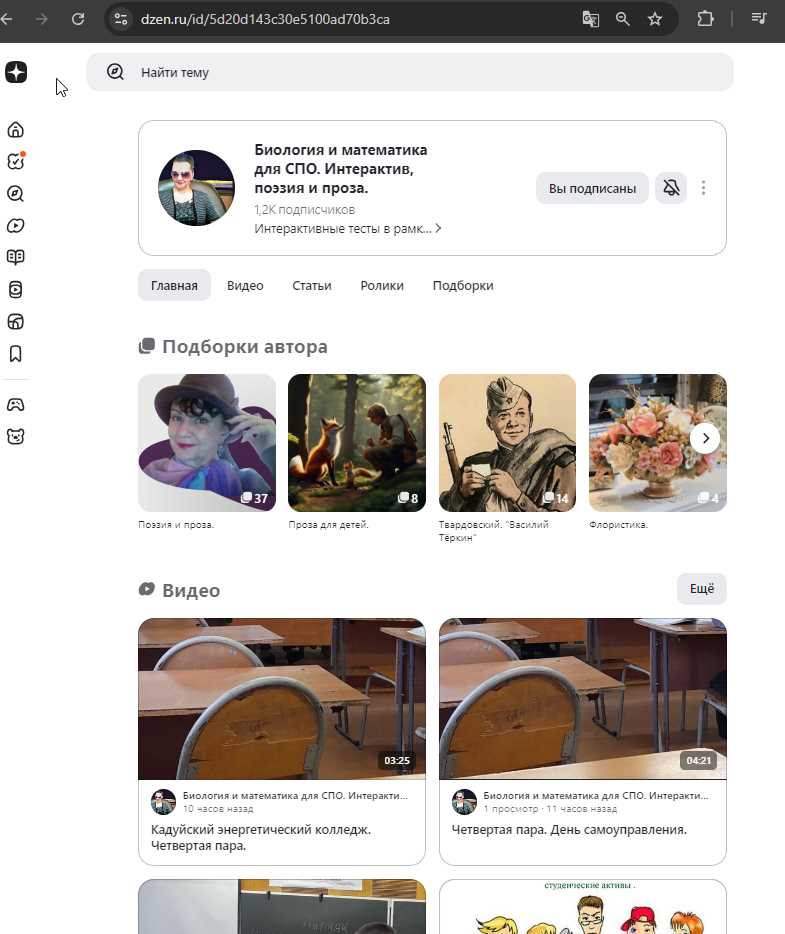 dzen.ru/id/5d20d143c30e5100ad70b3ca
Найти тему
Биология и математика
для СПО. Интерактив,
поэзия и проза.
1,2K подписчиков
Интерактивные тесты в рамк...
Вы подписаны
Главная
Видео
Статьи
Ролики
Подборки
Подборки автора
37
8
14
4
Поэзия и проза.
Проза для детей.
Твардовский. "Василий
Тёркин"
Флористика.
Видео
Ещё
03:25
04:21
Биология и математика для СПО. Интеракти...
10 часов назад
Кадуйский энергетический колледж.
Четвертая пара.
Биология и математика для СПО. Интеракти...
1 просмотр · 11 часов назад
Четвертая пара. День самоуправления.
студенческие активы .